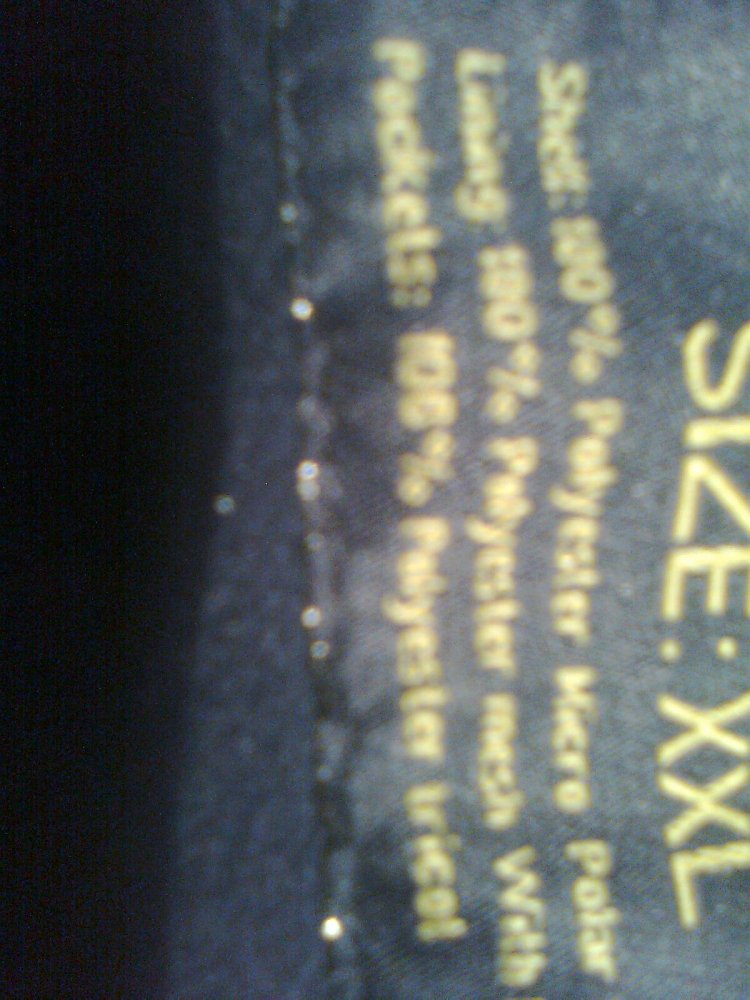 SIZE: XXL
Shell: 100% Polyester Micro Polar
Lining: 100% Polyester mesh With
Pockets: 100% Polyester tricot